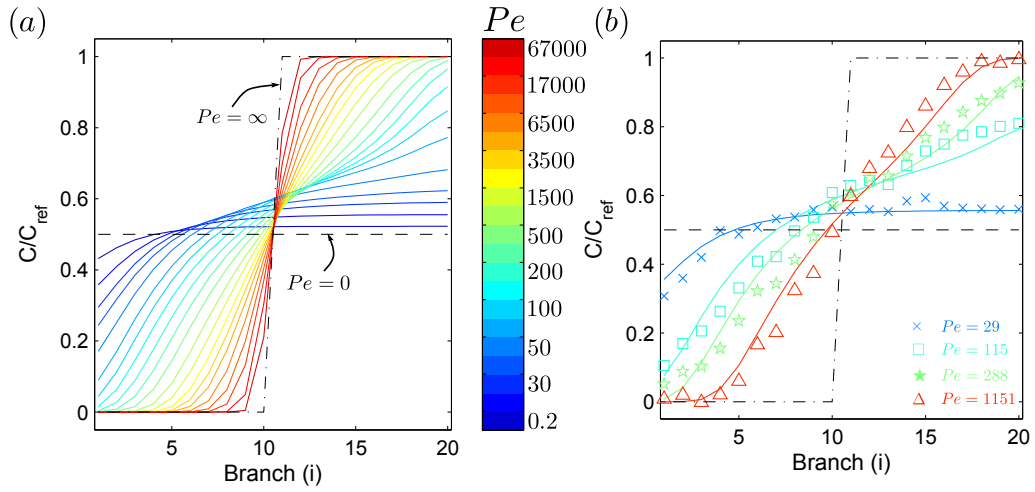 (a)
C/C_ref
1
0.8
0.6
0.4
0.2
0
Pe = ∞
Pe = 0
5
10
15
20
Branch (i)
Pe
67000
17000
6500
3500
1500
500
200
100
50
30
0.2
(b)
C/C_ref
1
0.8
0.6
0.4
0.2
0
Pe = 29
Pe = 115
Pe = 288
Pe = 1151
5
10
15
20
Branch (i)